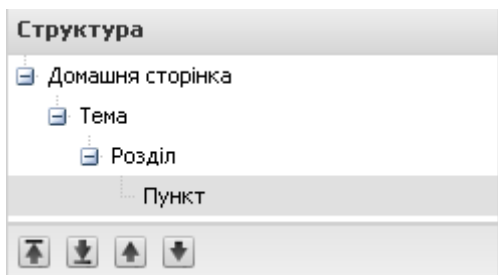 Структура
Домашня сторінка
Тема
Розділ
Пункт